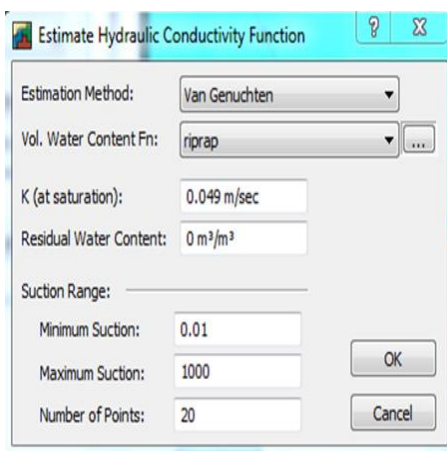 Estimate Hydraulic Conductivity Function ? X
Estimation Method: Van Genuchten
Vol. Water Content Fn: riprap ...
K (at saturation): 0.049 m/sec
Residual Water Content: 0 m³/m³
Suction Range:
Minimum Suction: 0.01
Maximum Suction: 1000
Number of Points: 20
OK
Cancel